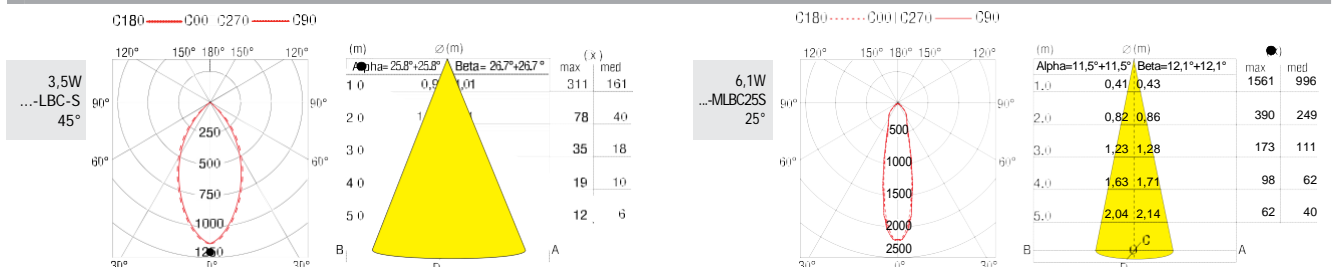 C180 C00 C270 C90
120° 150° 180° 150° 120°
3,5W
...-LBC-S
45°
90° 90°
250
60° 500 60°
750
1000
30° 0° 30°
(m) ∅(m) (x)
25.8°+25.8° Beta= 26.7°+26.7° max med
1 0 1,01 311 161
2 0 78 40
3 0 35 18
4 0 19 10
5 0 12 6
B A
C180 C00 C270 C90
120° 150° 180° 150° 120°
6,1W
...-MLBC25S
25°
90° 90°
500
60° 1000 60°
1500
2000
2500
30° 0° 30°
(m) ∅(m)
Alpha=11,5°+11,5° Beta=12,1°+12,1° max med
1.0 0,41 0,43 1561 996
2.0 0,82 0,86 390 249
3.0 1,23 1,28 173 111
4.0 1,63 1,71 98 62
5.0 2,04 2,14 62 40
B C A